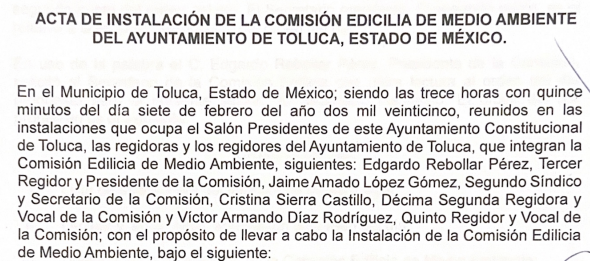 ACTA DE INSTALACIÓN DE LA COMISIÓN EDILICIA DE MEDIO AMBIENTE
DEL AYUNTAMIENTO DE TOLUCA, ESTADO DE MÉXICO.
En el Municipio de Toluca, Estado de México; siendo las trece horas con quince
minutos del día siete de febrero del año dos mil veinticinco, reunidos en las
instalaciones que ocupa el Salón Presidentes de este Ayuntamiento Constitucional
de Toluca, las regidoras y los regidores del Ayuntamiento de Toluca, que integran la
Comisión Edilicia de Medio Ambiente, siguientes: Edgardo Rebollar Pérez, Tercer
Regidor y Presidente de la Comisión, Jaime Amado López Gómez, Segundo Síndico
y Secretario de la Comisión, Cristina Sierra Castillo, Décima Segunda Regidora y
Vocal de la Comisión y Víctor Armando Díaz Rodríguez, Quinto Regidor y Vocal de
la Comisión; con el propósito de llevar a cabo la Instalación de la Comisión Edilicia
de Medio Ambiente, bajo el siguiente: